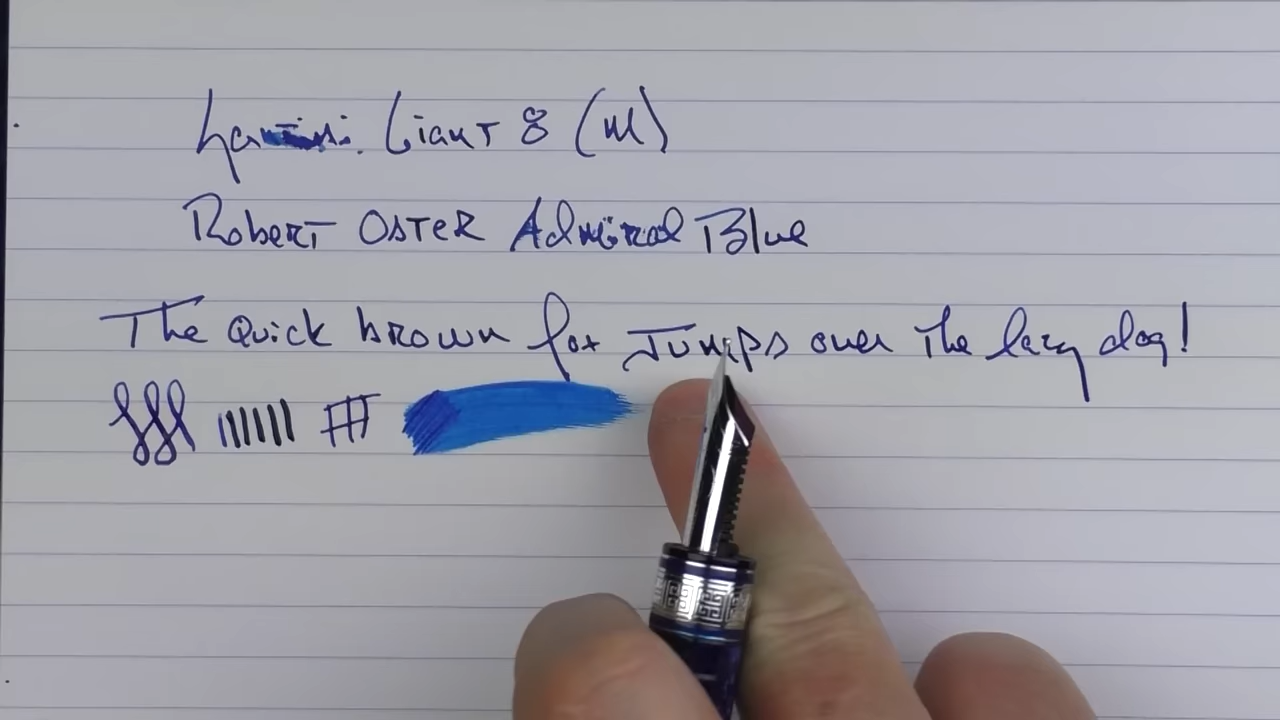 Giant 8 (M)
Robert Oster Admiral Blue
The Quick brown fox Jumps over The lazy dog!